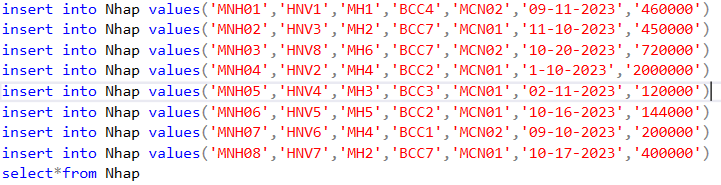 insert into Nhap values('MNH01','HNV1','MH1','BCC4','MCN02','09-11-2023','460000')
insert into Nhap values('MNH02','HNV3','MH2','BCC7','MCN01','11-10-2023','450000')
insert into Nhap values('MNH03','HNV8','MH6','BCC7','MCN02','10-20-2023','720000')
insert into Nhap values('MNH04','HNV2','MH4','BCC2','MCN01','1-10-2023','2000000')
insert into Nhap values('MNH05','HNV4','MH3','BCC3','MCN01','02-11-2023','120000')
insert into Nhap values('MNH06','HNV5','MH5','BCC2','MCN01','10-16-2023','144000')
insert into Nhap values('MNH07','HNV6','MH4','BCC1','MCN02','09-10-2023','200000')
insert into Nhap values('MNH08','HNV7','MH2','BCC7','MCN01','10-17-2023','400000')
select*from Nhap